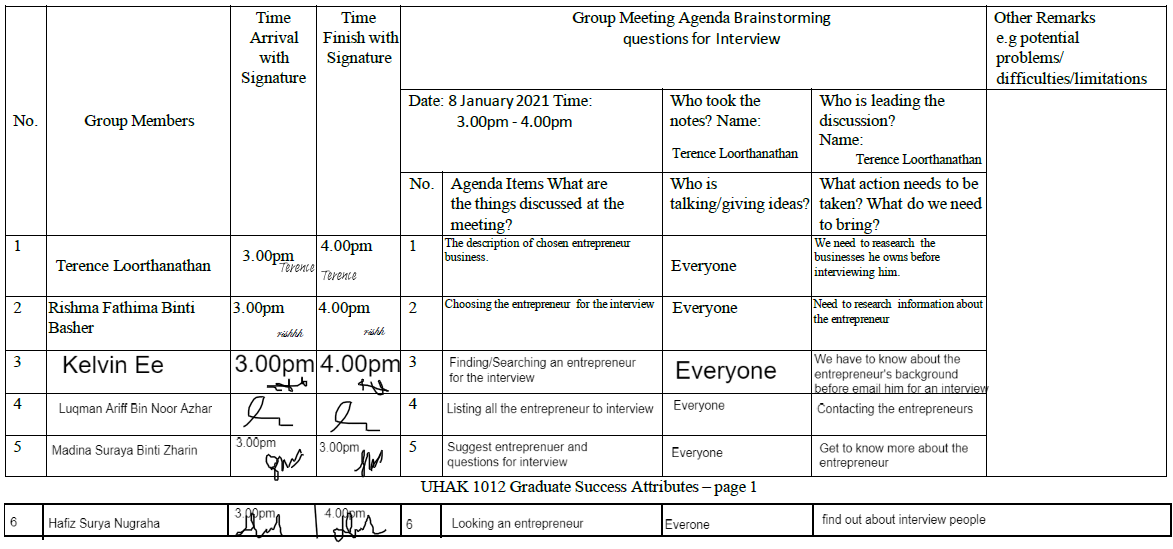 No.
Group Members
Time
Arrival
with
Signature
Time
Finish with
Signature
Group Meeting Agenda Brainstorming
questions for Interview
Other Remarks
e.g potential
problems/
difficulties/limitations
Date: 8 January 2021 Time:
3.00pm - 4.00pm
Who took the
notes? Name:
Terence Loorthanathan
Who is leading the
discussion?
Name:
Terence Loorthanathan
No.
Agenda Items What are
the things discussed at the
meeting?
Who is
talking/giving ideas?
What action needs to be
taken? What do we need
to bring?
1
Terence Loorthanathan
3.00pm
Terence
4.00pm
Terence
1
The description of chosen entrepreneur
business.
Everyone
We need to reasearch the
businesses he owns before
interviewing him.
2
Rishma Fathima Binti
Basher
3.00pm
4.00pm
2
Choosing the entrepreneur for the interview
Everyone
Need to research information about
the entrepreneur
3
Kelvin Ee
3.00pm
4.00pm
3
Finding/Searching an entrepreneur
for the interview
Everyone
We have to know about the
entrepreneur's background
before email him for an interview
4
Luqman Ariff Bin Noor Azhar
4
Listing all the entrepreneur to interview
Everyone
Contacting the entrepreneurs
5
Madina Suraya Binti Zharin
3.00pm
3.00pm
5
Suggest entreprenuer and
questions for interview
Everyone
Get to know more about the
entrepreneur
UHAK 1012 Graduate Success Attributes – page 1
6
Hafiz Surya Nugraha
3.00pm
4.00pm
6
Looking an entrepreneur
Everone
find out about interview people